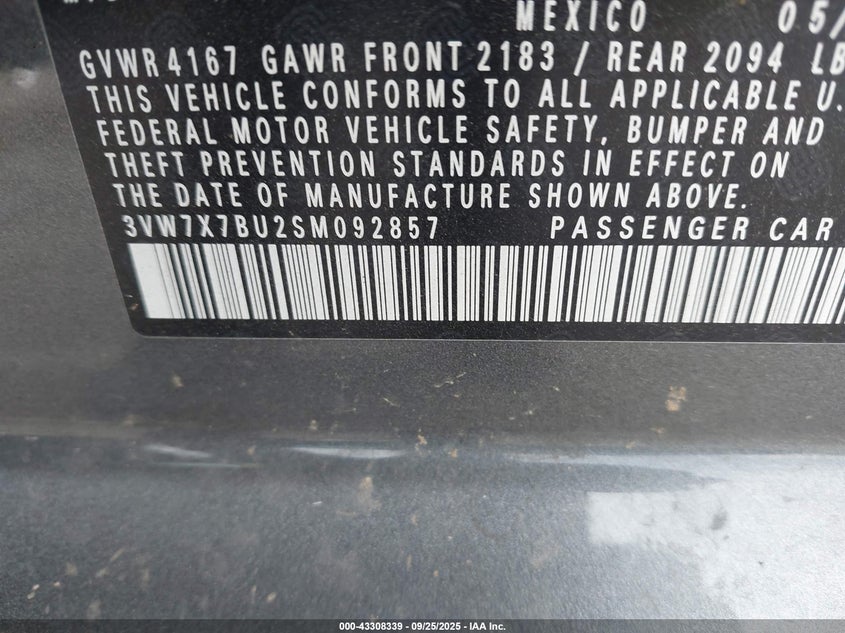 MEXICO 05/
GVWR 4167 GAWR FRONT 2183 / REAR 2094 LB
THIS VEHICLE CONFORMS TO ALL APPLICABLE U.
FEDERAL MOTOR VEHICLE SAFETY, BUMPER AND
THEFT PREVENTION STANDARDS IN EFFECT ON
THE DATE OF MANUFACTURE SHOWN ABOVE.
3VW7X7BU2SM092857 PASSENGER CAR
000-43308339 - 09/25/2025 - IAA Inc.